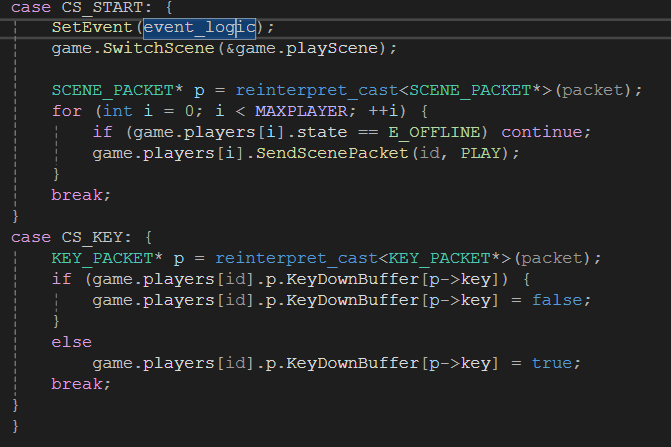 case CS_START: {
SetEvent(event_logic);
game.SwitchScene(&game.playScene);
SCENE_PACKET* p = reinterpret_cast<SCENE_PACKET*>(packet);
for (int i = 0; i < MAXPLAYER; ++i) {
if (game.players[i].state == E_OFFLINE) continue;
game.players[i].SendScenePacket(id, PLAY);
}
break;
}
case CS_KEY: {
KEY_PACKET* p = reinterpret_cast<KEY_PACKET*>(packet);
if (game.players[id].p.KeyDownBuffer[p->key]) {
game.players[id].p.KeyDownBuffer[p->key] = false;
}
else
game.players[id].p.KeyDownBuffer[p->key] = true;
break;
}
}